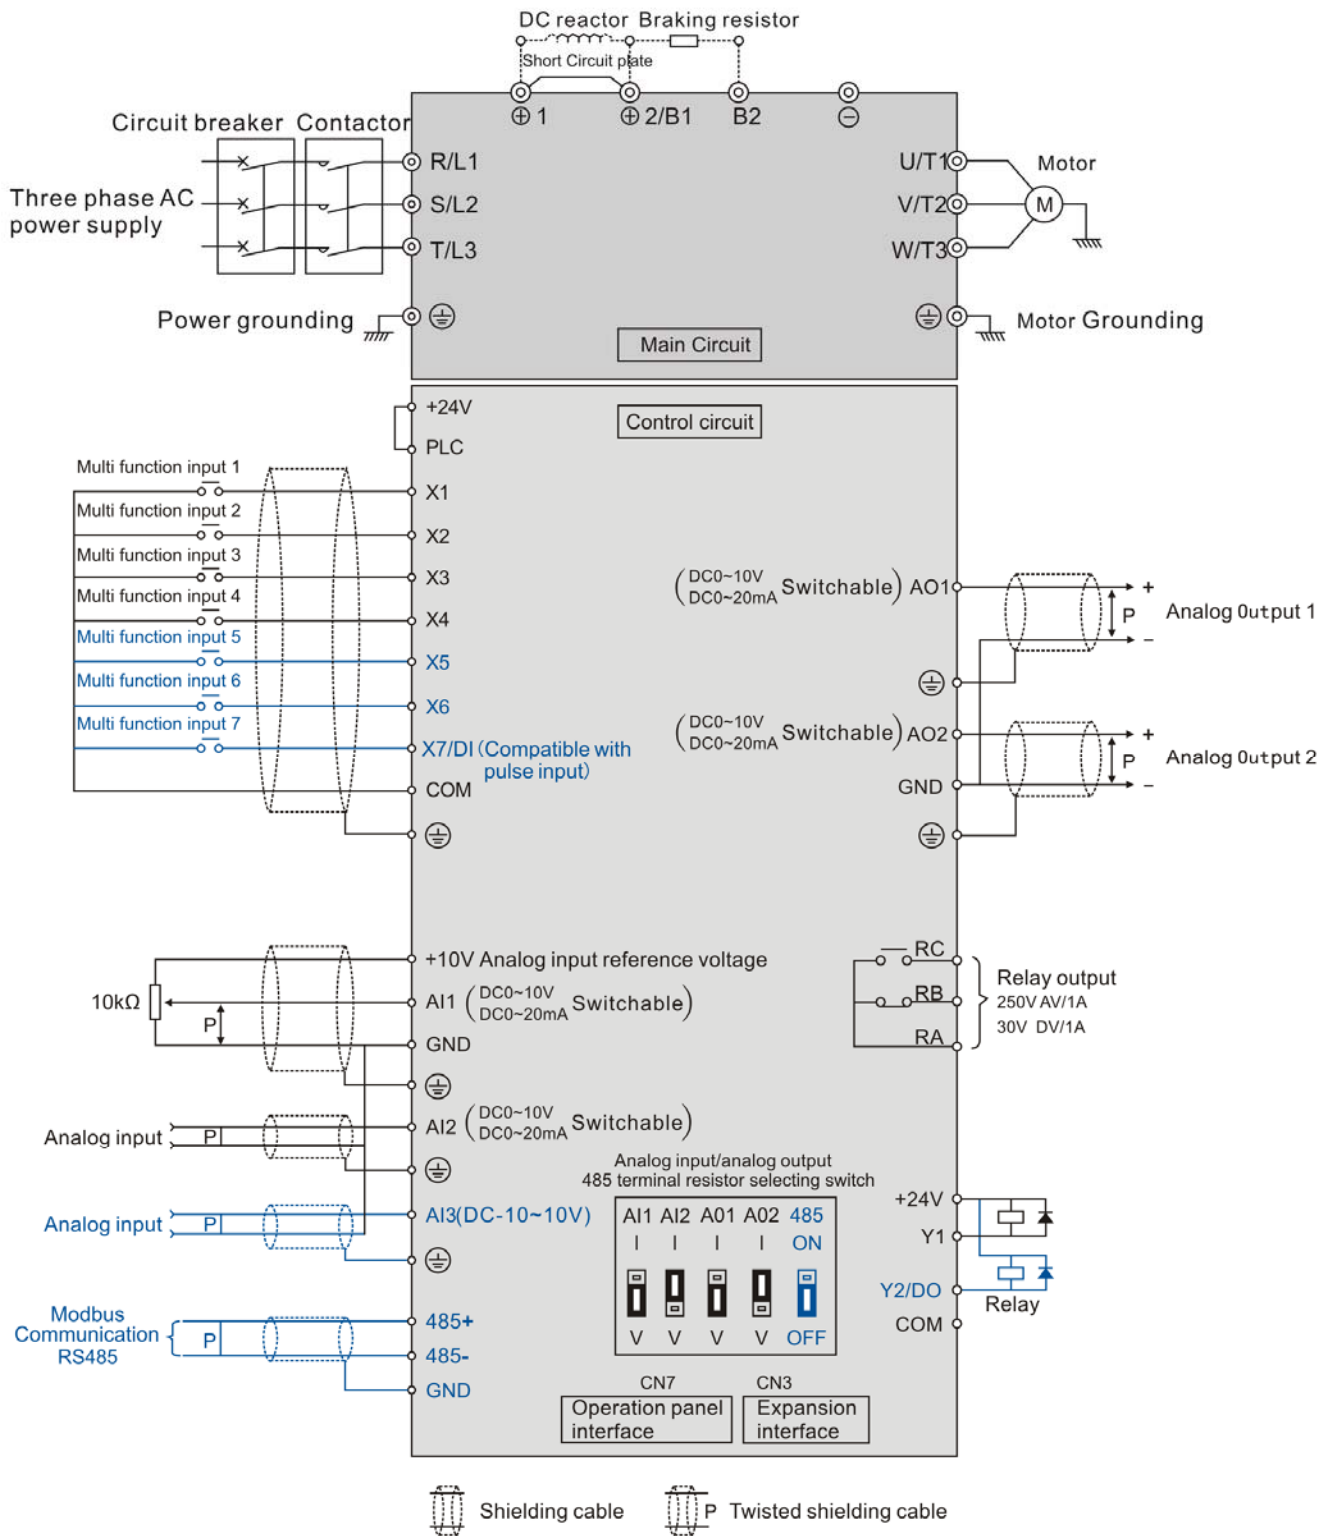 DC reactor Braking resistor
Short Circuit plate
1 2/B1 B2
Circuit breaker Contactor
R/L1 U/T1 Motor
Three phase AC
power supply
S/L2 V/T2 M
T/L3 W/T3
Power grounding Motor Grounding
Main Circuit
+24V
Control circuit
PLC
Multi function input 1
X1
Multi function input 2
X2
Multi function input 3
X3
Multi function input 4
X4
Multi function input 5
X5
Multi function input 6
X6
Multi function input 7
X7/DI (Compatible with
pulse input)
COM
(DC0~10V
DC0~20mA Switchable) AO1
+
P Analog Output 1
−
(DC0~10V
DC0~20mA Switchable) AO2
+
P Analog Output 2
GND −
+10V Analog input reference voltage
10kΩ
AI1 (DC0~10V
DC0~20mA Switchable)
P
GND
AI2 (DC0~10V
DC0~20mA Switchable)
Analog input P
AI3(DC-10~10V)
Analog input P
Modbus
Communication
RS485
P
485+
485-
GND
RC
RB
RA
Relay output
250V AV/1A
30V DV/1A
Analog input/analog output
485 terminal resistor selecting switch
AI1 AI2 A01 A02 485
I I I I ON
V V V V OFF
+24V
Y1
Y2/DO
Relay
COM
CN7 CN3
Operation panel
interface
Expansion
interface
Shielding cable P Twisted shielding cable